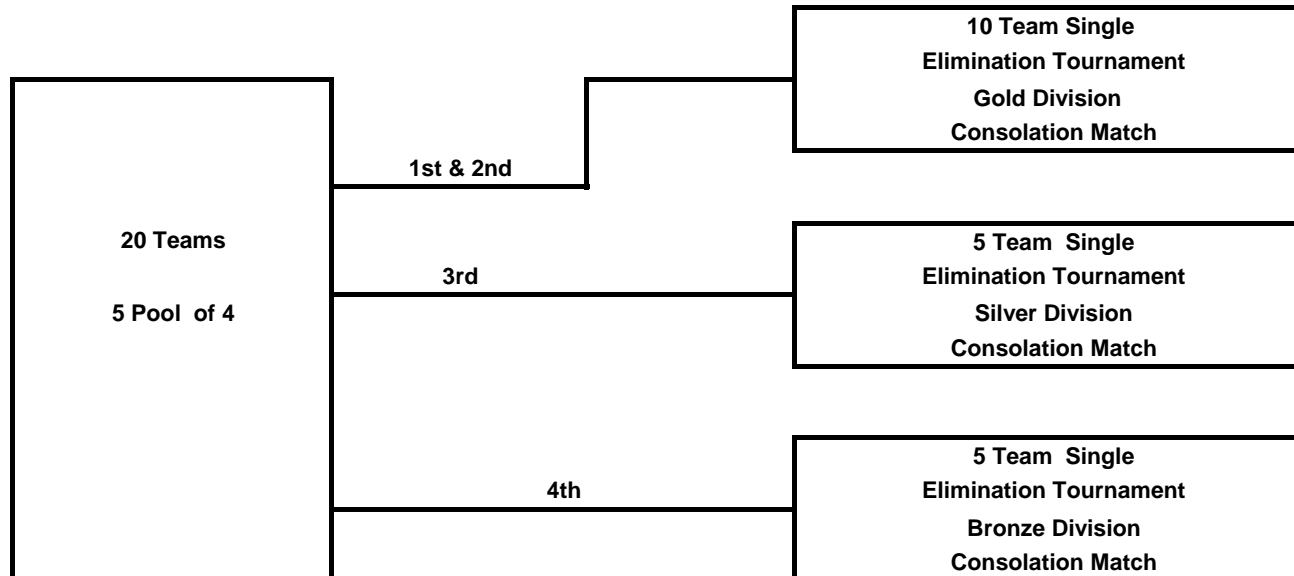 20 Teams
5 Pool of 4
1st & 2nd
3rd
4th
10 Team Single
Elimination Tournament
Gold Division
Consolation Match
5 Team Single
Elimination Tournament
Silver Division
Consolation Match
5 Team Single
Elimination Tournament
Bronze Division
Consolation Match